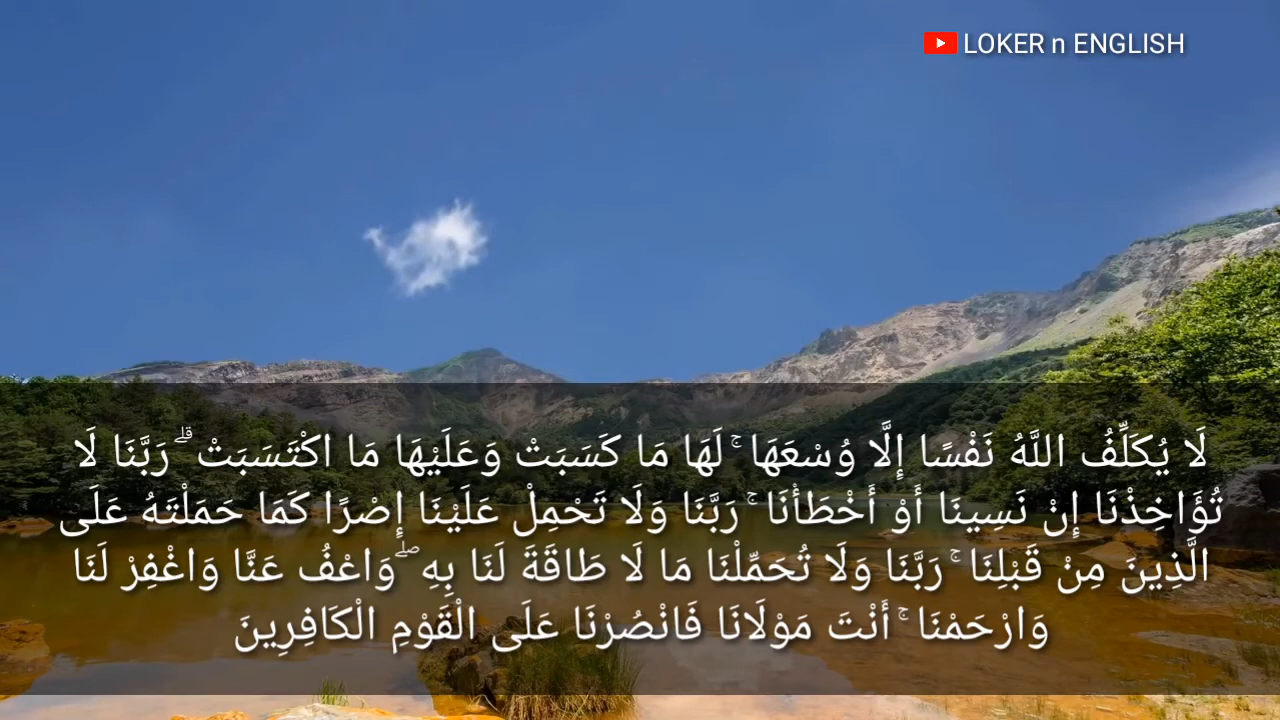 LOKER n ENGLISH
لَا يُكَلِّفُ اللَّهُ نَفْسًا إِلَّا وُسْعَهَا ۚ لَهَا مَا كَسَبَتْ وَعَلَيْهَا مَا اكْتَسَبَتْ ۗ رَبَّنَا لَا
تُؤَاخِذْنَا إِنْ نَسِينَا أَوْ أَخْطَأْنَا ۚ رَبَّنَا وَلَا تَحْمِلْ عَلَيْنَا إِصْرًا كَمَا حَمَلْتَهُ عَلَى
الَّذِينَ مِنْ قَبْلِنَا ۚ رَبَّنَا وَلَا تُحَمِّلْنَا مَا لَا طَاقَةَ لَنَا بِهِ ۖ وَاعْفُ عَنَّا وَاغْفِرْ لَنَا
وَارْحَمْنَا ۚ أَنْتَ مَوْلَانَا فَانْصُرْنَا عَلَى الْقَوْمِ الْكَافِرِينَ